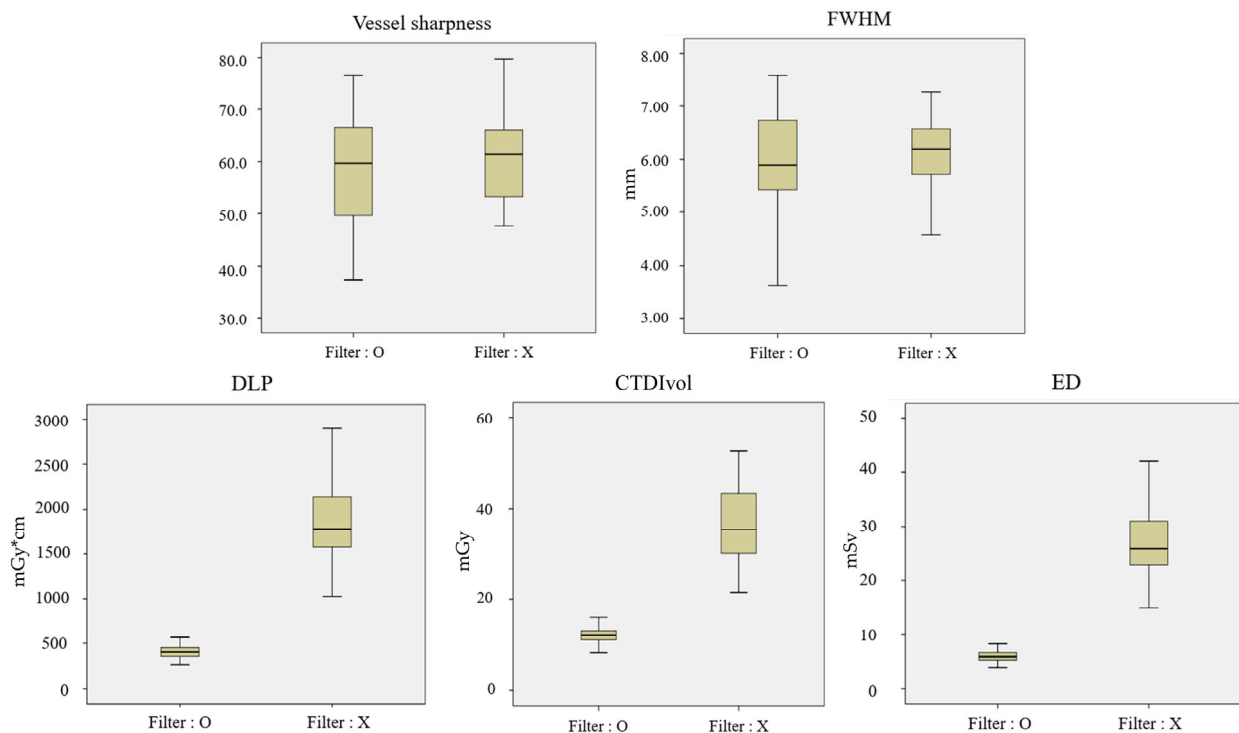 Vessel sharpness
80.0
70.0
60.0
50.0
40.0
30.0
Filter : O Filter : X
FWHM
8.00
7.00
6.00
5.00
4.00
3.00
mm
Filter : O Filter : X
DLP
3000
2500
2000
1500
1000
500
0
mGy*cm
Filter : O Filter : X
CTDIvol
60
40
20
0
mGy
Filter : O Filter : X
ED
50
40
30
20
10
0
mSv
Filter : O Filter : X